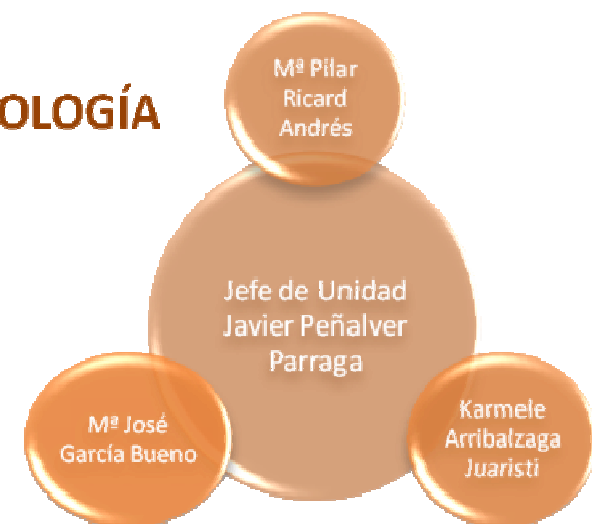 OLOGÍA
Mª Pilar
Ricard
Andrés
Jefe de Unidad
Javier Peñalver
Parraga
Mª José
García Bueno
Karmele
Arribalzaga
Juaristi